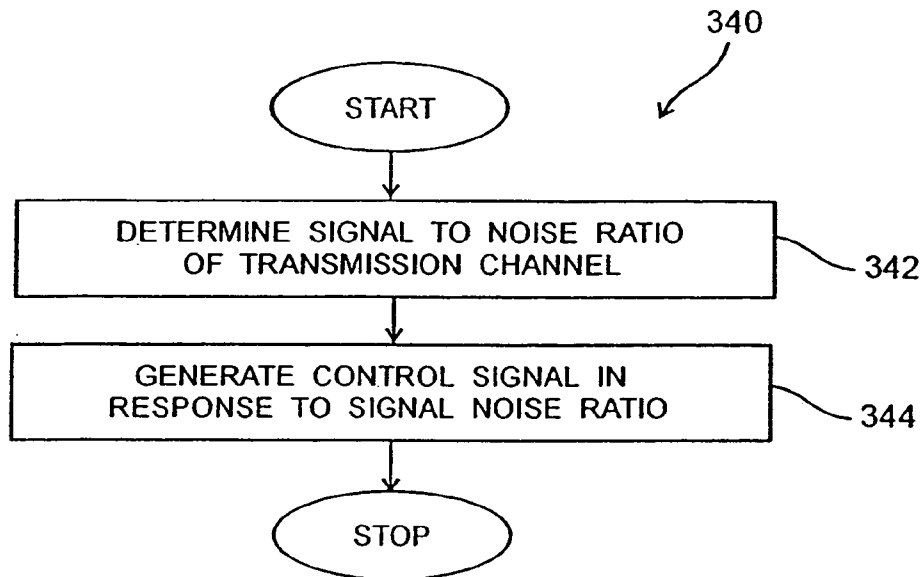 340
START
DETERMINE SIGNAL TO NOISE RATIO
OF TRANSMISSION CHANNEL
342
GENERATE CONTROL SIGNAL IN
RESPONSE TO SIGNAL NOISE RATIO
344
STOP